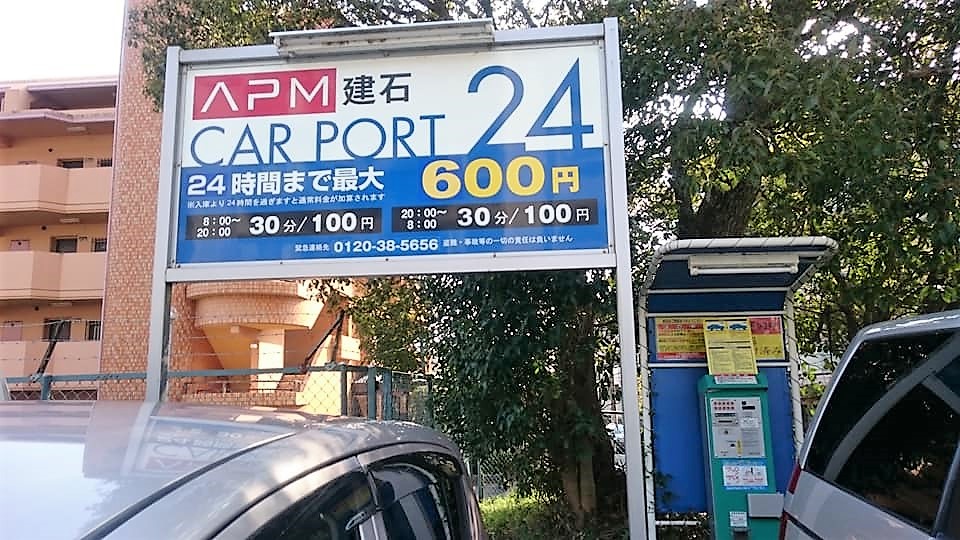 APM 建石
CAR PORT 24
24時間まで最大 600円
※入庫より24時間を過ぎますと通常料金が加算されます
8:00～20:00 30分/100円 20:00～8:00 30分/100円
緊急連絡先 0120-38-5656 盗難・事故等の一切の責任は負いません